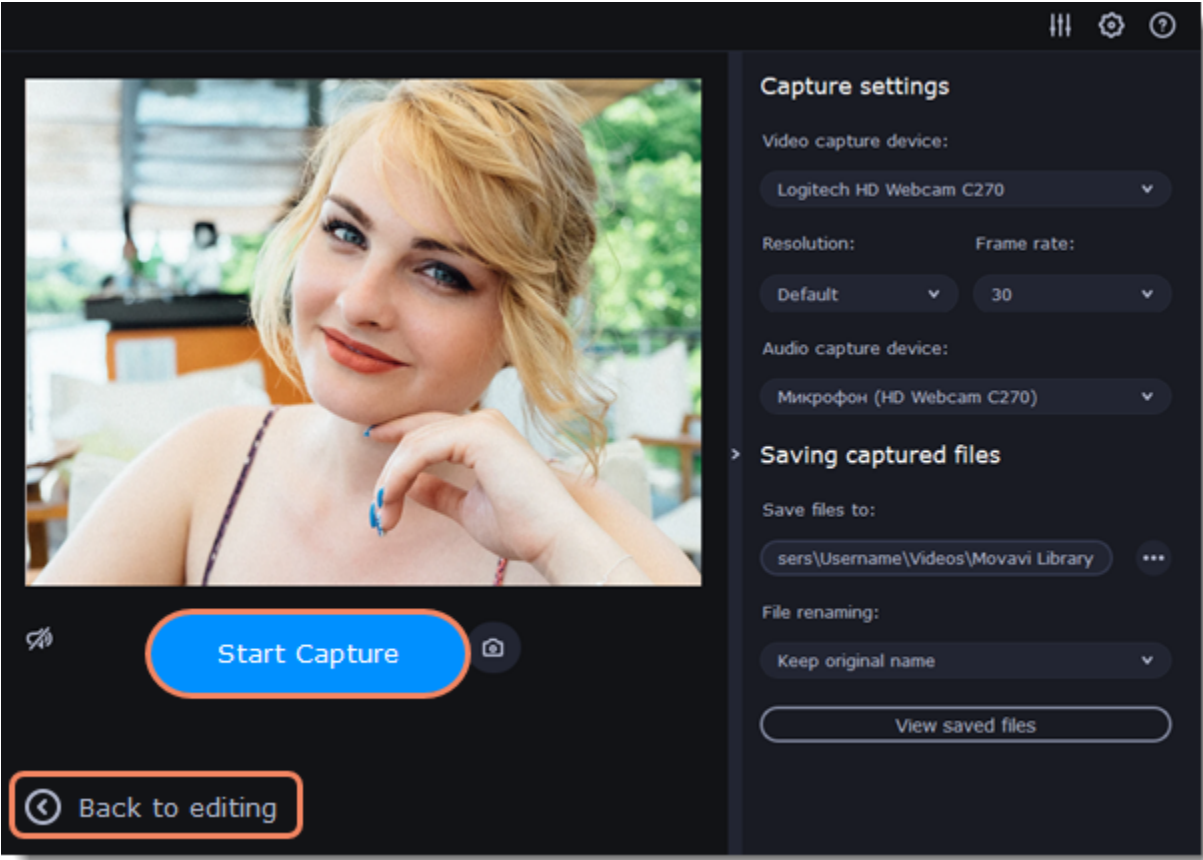 Capture settings
Video capture device:
Logitech HD Webcam C270
Resolution: Frame rate:
Default 30
Audio capture device:
Микрофон (HD Webcam C270)
Saving captured files
Save files to:
sers\Username\Videos\Movavi Library
File renaming:
Keep original name
View saved files
Start Capture
Back to editing